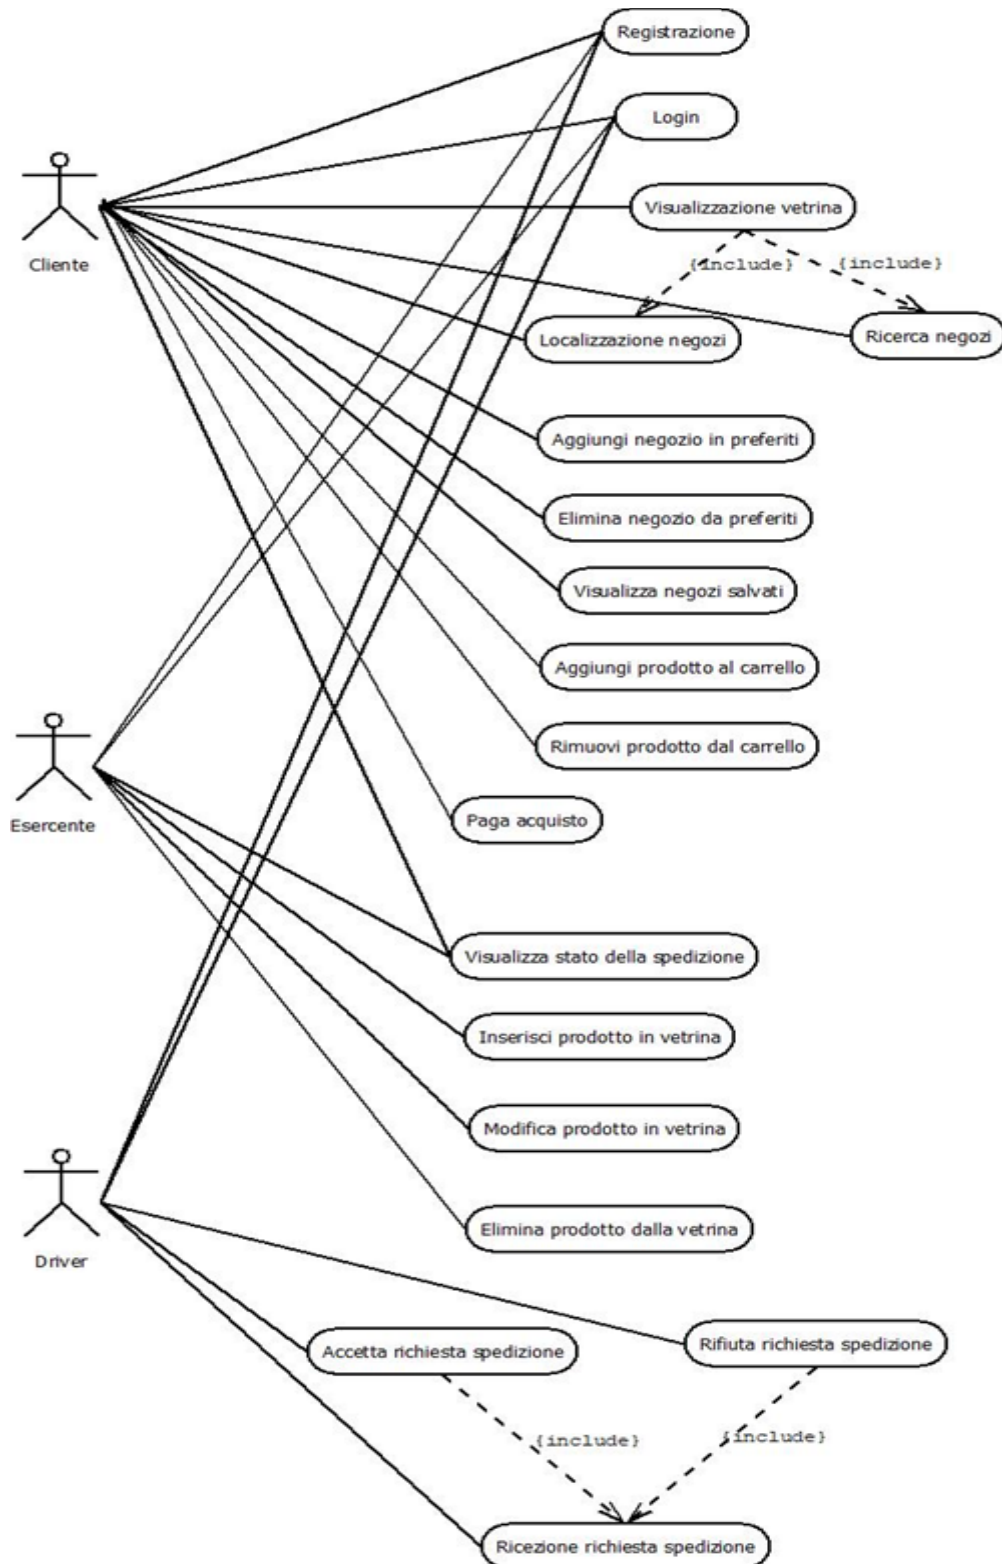 Registrazione
Login
Visualizzazione vetrina
Cliente
{include}
{include}
Localizzazione negozi
Ricerca negozi
Aggiungi negozio in preferiti
Elimina negozio da preferiti
Visualizza negozi salvati
Aggiungi prodotto al carrello
Rimuovi prodotto dal carrello
Esercente
Paga acquisto
Visualizza stato della spedizione
Inserisci prodotto in vetrina
Modifica prodotto in vetrina
Elimina prodotto dalla vetrina
Driver
Accetta richiesta spedizione
Rifiuta richiesta spedizione
{include}
{include}
Ricezione richiesta spedizione